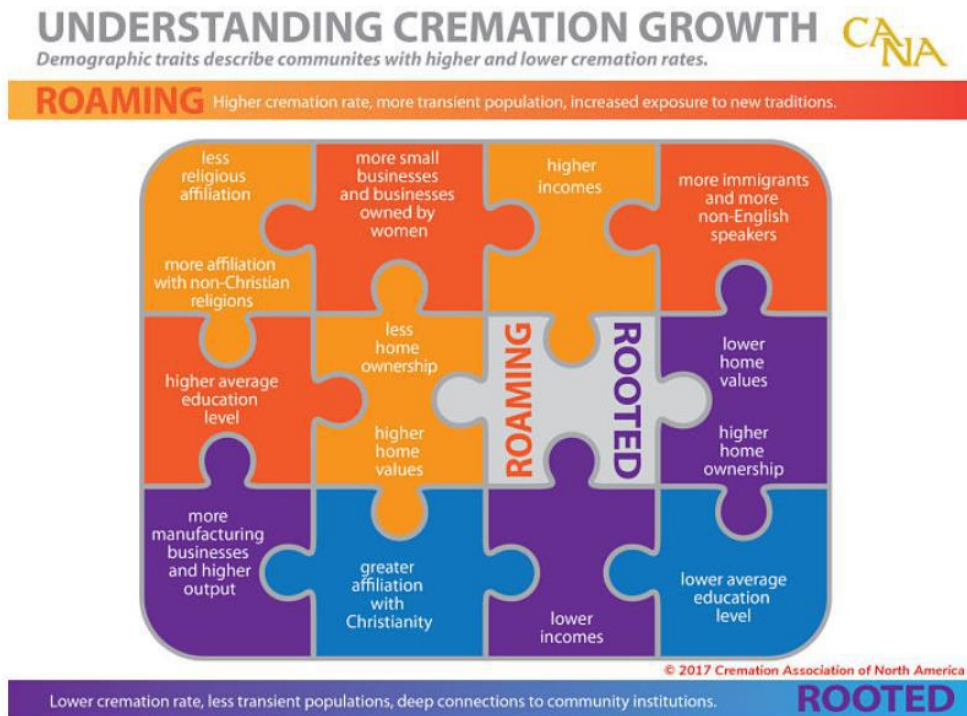 UNDERSTANDING CREMATION GROWTH
CANA
Demographic traits describe communites with higher and lower cremation rates.
ROAMING Higher cremation rate, more transient population, increased exposure to new traditions.
less
religious
affiliation
more affiliation
with non-Christian
religions
more small
businesses
and businesses
owned by
women
higher
incomes
more immigrants
and more
non-English
speakers
higher average
education
level
less
home
ownership
higher
home
values
ROAMING
ROOTED
lower
home
values
higher
home
ownership
more
manufacturing
businesses
and higher
output
greater
affiliation
with
Christianity
lower
incomes
lower average
education
level
© 2017 Cremation Association of North America
Lower cremation rate, less transient populations, deep connections to community institutions. ROOTED